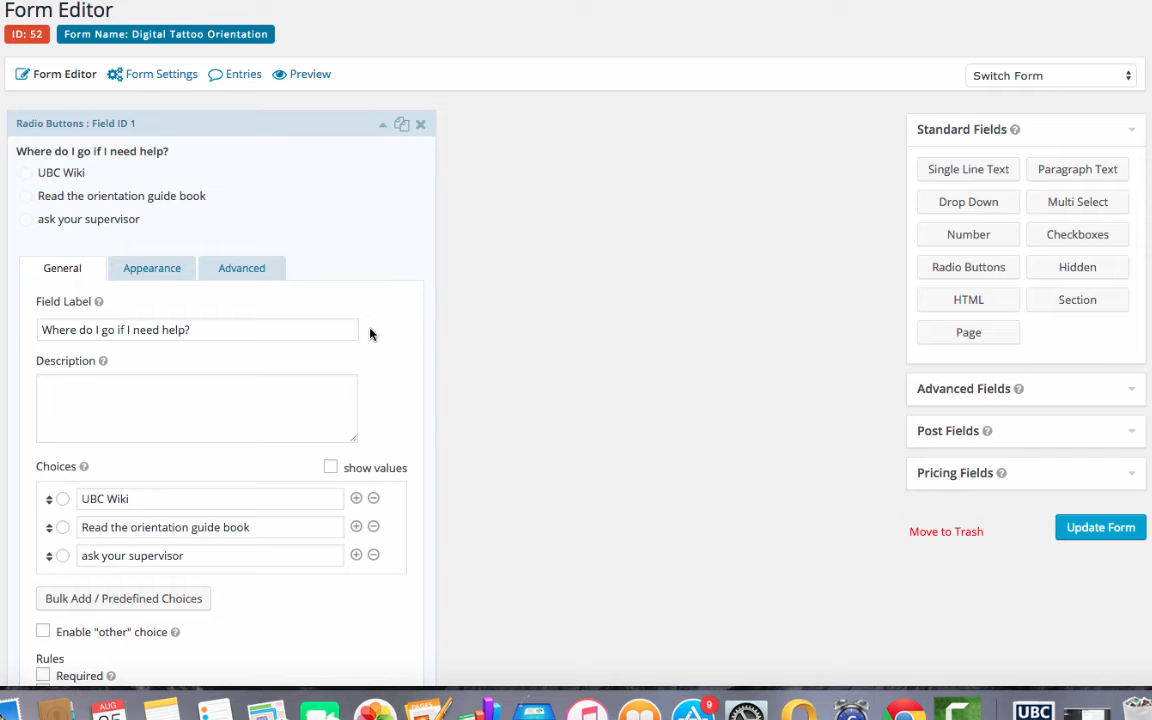 Form Editor
ID: 52 Form Name: Digital Tattoo Orientation
Form Editor Form Settings Entries Preview
Switch Form
Radio Buttons : Field ID 1
Where do I go if I need help?
UBC Wiki
Read the orientation guide book
ask your supervisor
General Appearance Advanced
Field Label
Where do I go if I need help?
Description
Choices show values
UBC Wiki
Read the orientation guide book
ask your supervisor
Bulk Add / Predefined Choices
Enable "other" choice
Rules
Required
Standard Fields
Single Line Text Paragraph Text
Drop Down Multi Select
Number Checkboxes
Radio Buttons Hidden
HTML Section
Page
Advanced Fields
Post Fields
Pricing Fields
Move to Trash Update Form
AUG
PAGES
9
UBC